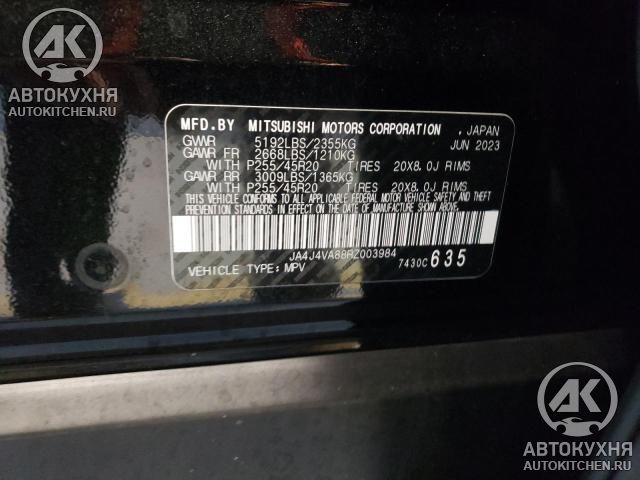 AK
АВТОКУХНЯ
AUTOKITCHEN.RU
MFD.BY MITSUBISHI MOTORS CORPORATION , JAPAN
GVWR 5192LBS/2355KG JUN 2023
GAWR FR 2668LBS/1210KG
WITH P255/45R20 TIRES 20X8.0J RIMS
GAWR RR 3009LBS/1365KG
WITH P255/45R20 TIRES 20X8.0J RIMS
THIS VEHICLE CONFORMS TO ALL APPLICABLE FEDERAL MOTOR VEHICLE SAFETY AND THEFT
PREVENTION STANDARDS IN EFFECT ON THE DATE OF MANUFACTURE SHOWN ABOVE.
JA4J4VA88RZ003984
VEHICLE TYPE: MPV 7430C 635
AK
АВТОКУХНЯ
AUTOKITCHEN.RU